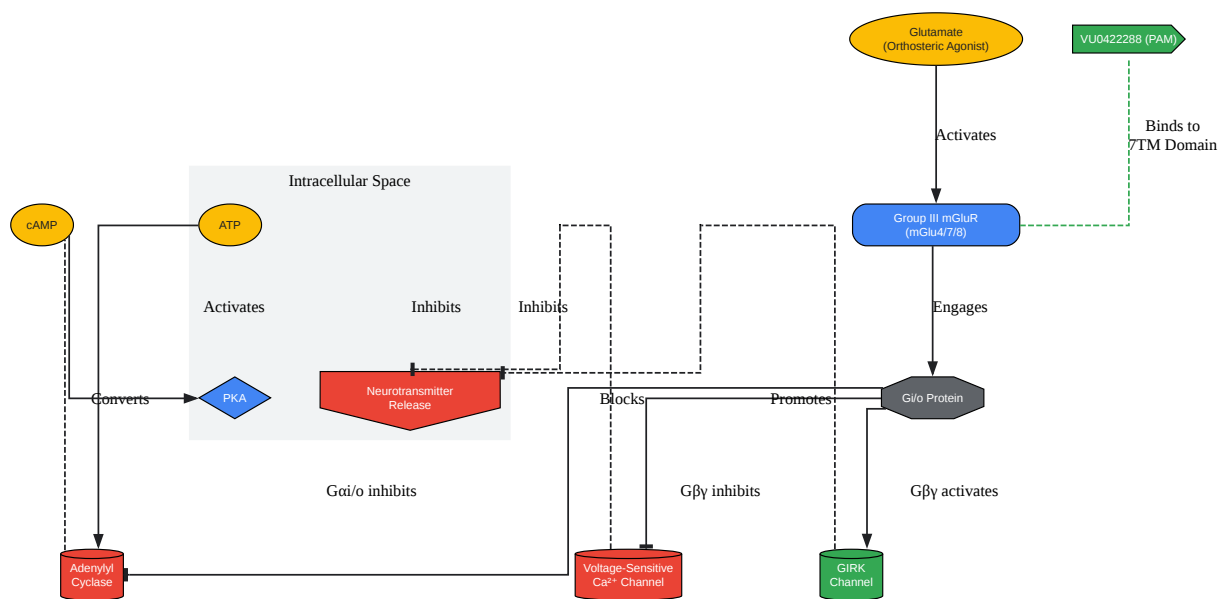 Glutamate
(Orthosteric Agonist)
VU0422288 (PAM)
Activates
Binds to
7TM Domain
Intracellular Space
cAMP
ATP
Group III mGluR
(mGlu4/7/8)
Activates
Inhibits
Inhibits
Engages
Converts
PKA
Neurotransmitter
Release
Blocks
Promotes
Gi/o Protein
Gαi/o inhibits
Gβγ inhibits
Gβγ activates
Adenylyl
Cyclase
Voltage-Sensitive
Ca²⁺ Channel
GIRK
Channel